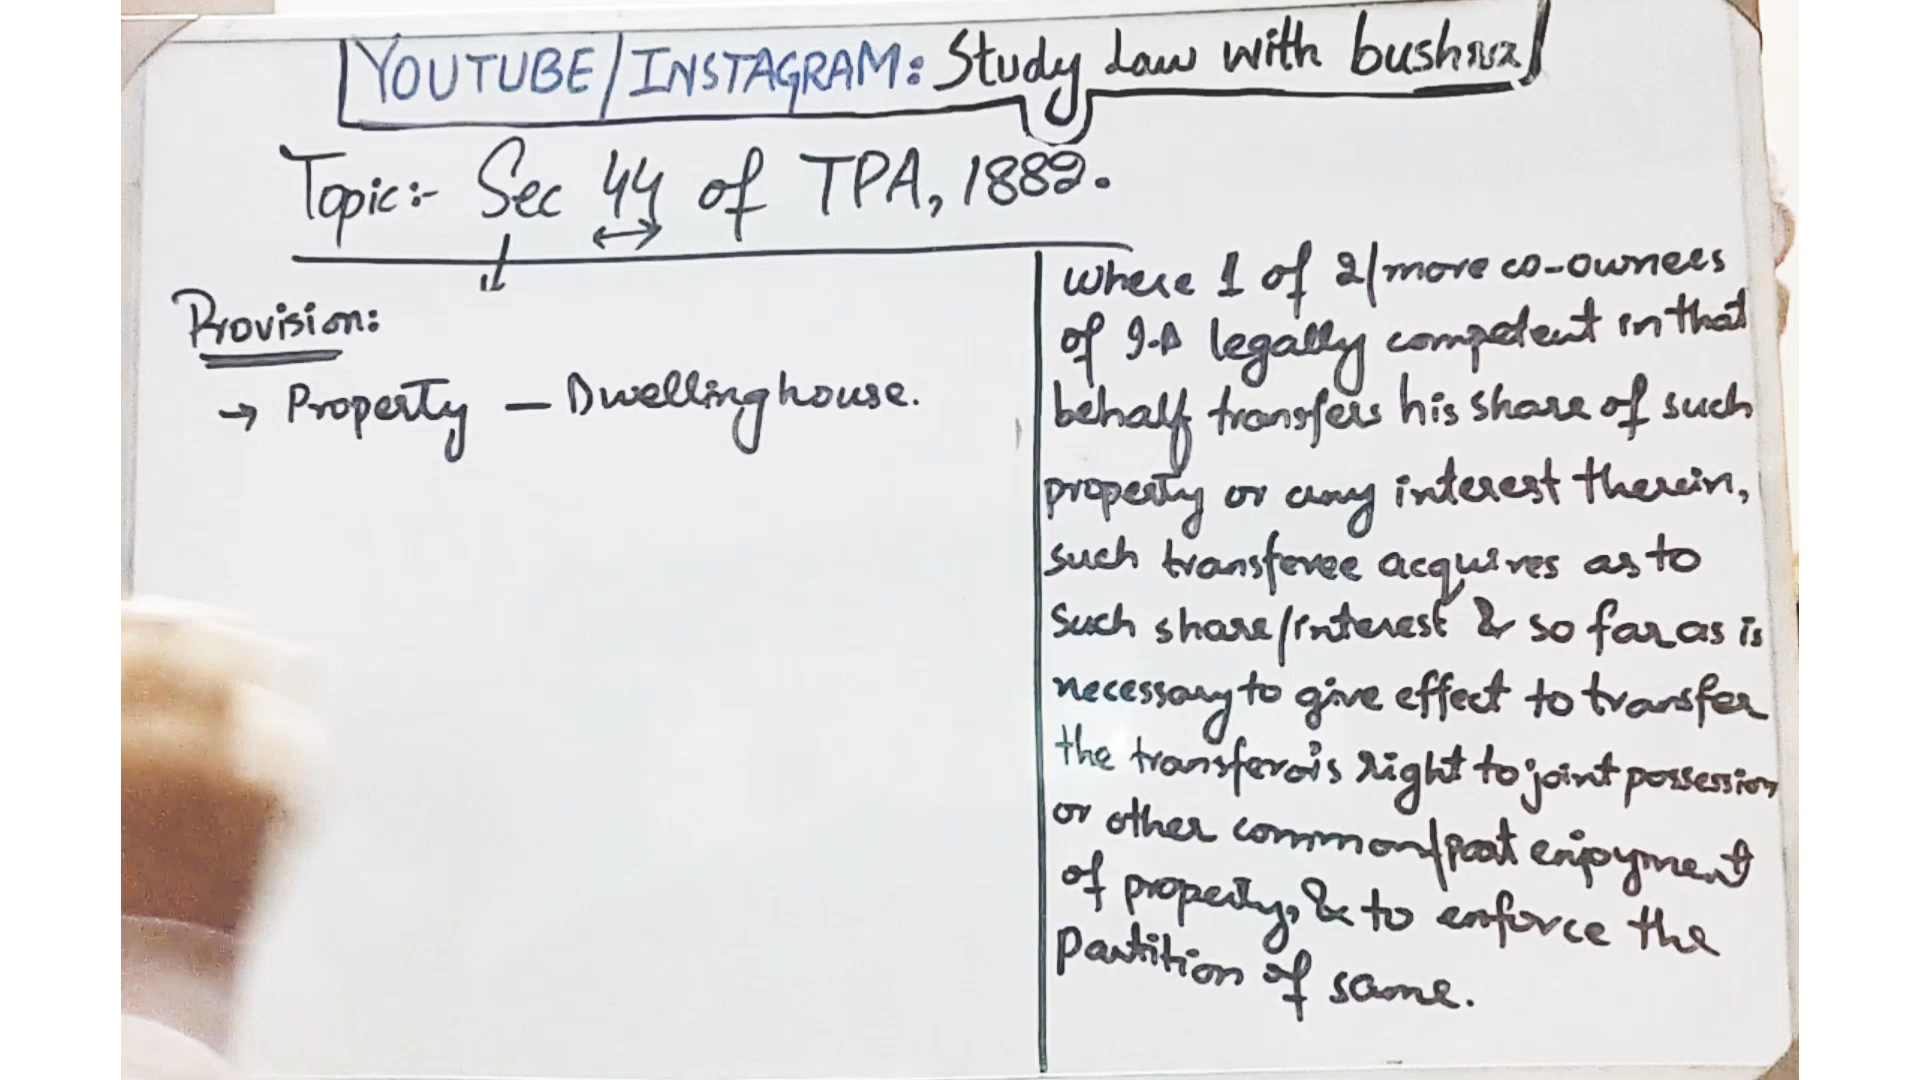 YOUTUBE/INSTAGRAM: Study Law with bushra
Topic:- Sec 44 of TPA, 1882.
Provision:
→ Property — Dwelling house.
where 1 of 2/more co-owners
of I.P legally competent in that
behalf transfers his share of such
property or any interest therein,
such transferee acquires as to
such share/interest & so far as is
necessary to give effect to transfer
the transferor's right to joint possession
or other common/part enjoyment
of property, & to enforce the
partition of same.